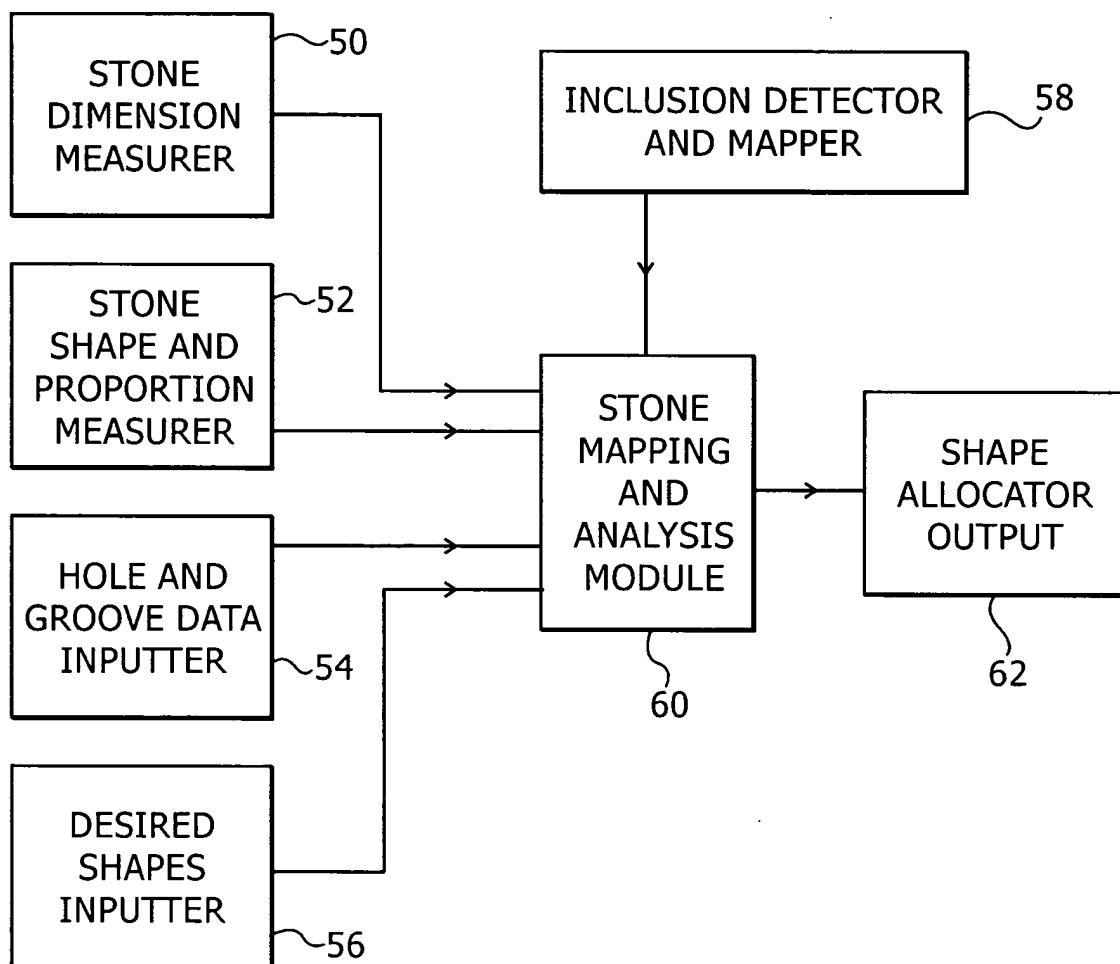 50
STONE
DIMENSION
MEASURER
INCLUSION DETECTOR
AND MAPPER
58
STONE
SHAPE AND
PROPORTION
MEASURER
52
STONE
MAPPING
AND
ANALYSIS
MODULE
60
SHAPE
ALLOCATOR
OUTPUT
62
HOLE AND
GROOVE DATA
INPUTTER
54
DESIRED
SHAPES
INPUTTER
56